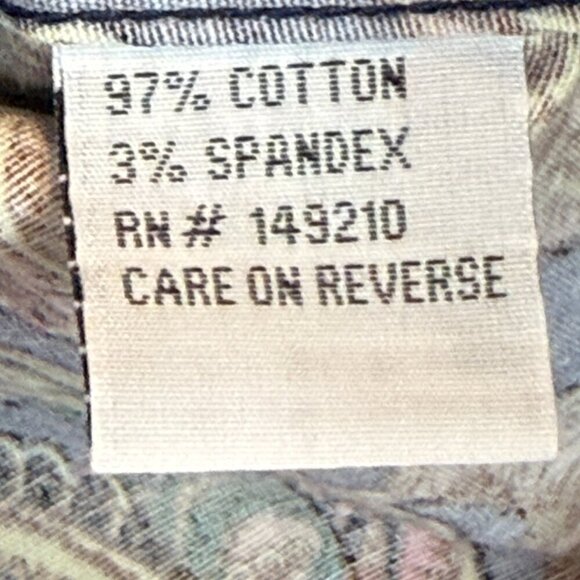 97% COTTON
3% SPANDEX
RN# 149210
CARE ON REVERSE